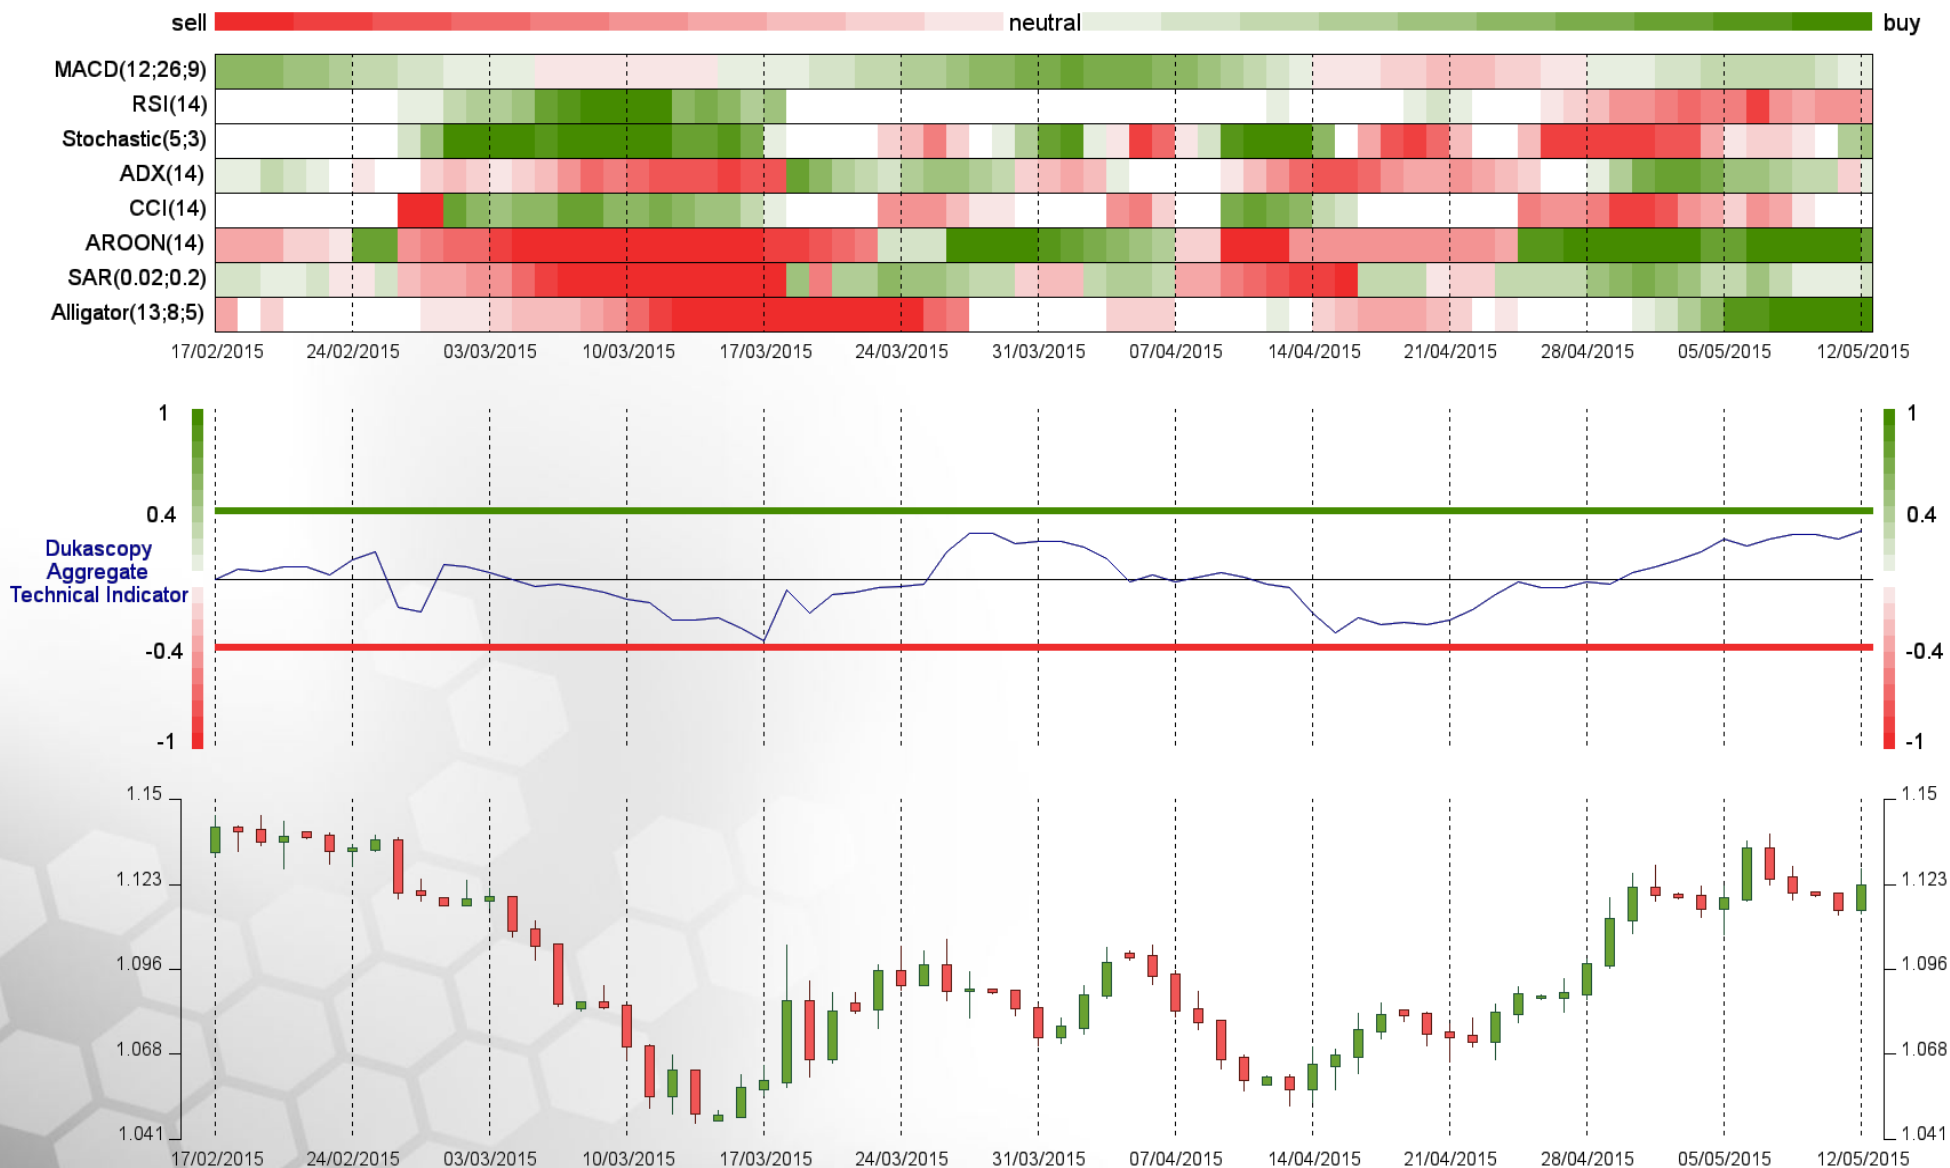 sell neutral buy
MACD(12;26;9)
RSI(14)
Stochastic(5;3)
ADX(14)
CCI(14)
AROON(14)
SAR(0.02;0.2)
Alligator(13;8;5)
17/02/2015 24/02/2015 03/03/2015 10/03/2015 17/03/2015 24/03/2015 31/03/2015 07/04/2015 14/04/2015 21/04/2015 28/04/2015 05/05/2015 12/05/2015
1 1
0.4 0.4
Dukascopy
Aggregate
Technical Indicator
-0.4 -0.4
-1 -1
1.15 1.15
1.123 1.123
1.096 1.096
1.068 1.068
1.041 1.041
17/02/2015 24/02/2015 03/03/2015 10/03/2015 17/03/2015 24/03/2015 31/03/2015 07/04/2015 14/04/2015 21/04/2015 28/04/2015 05/05/2015 12/05/2015